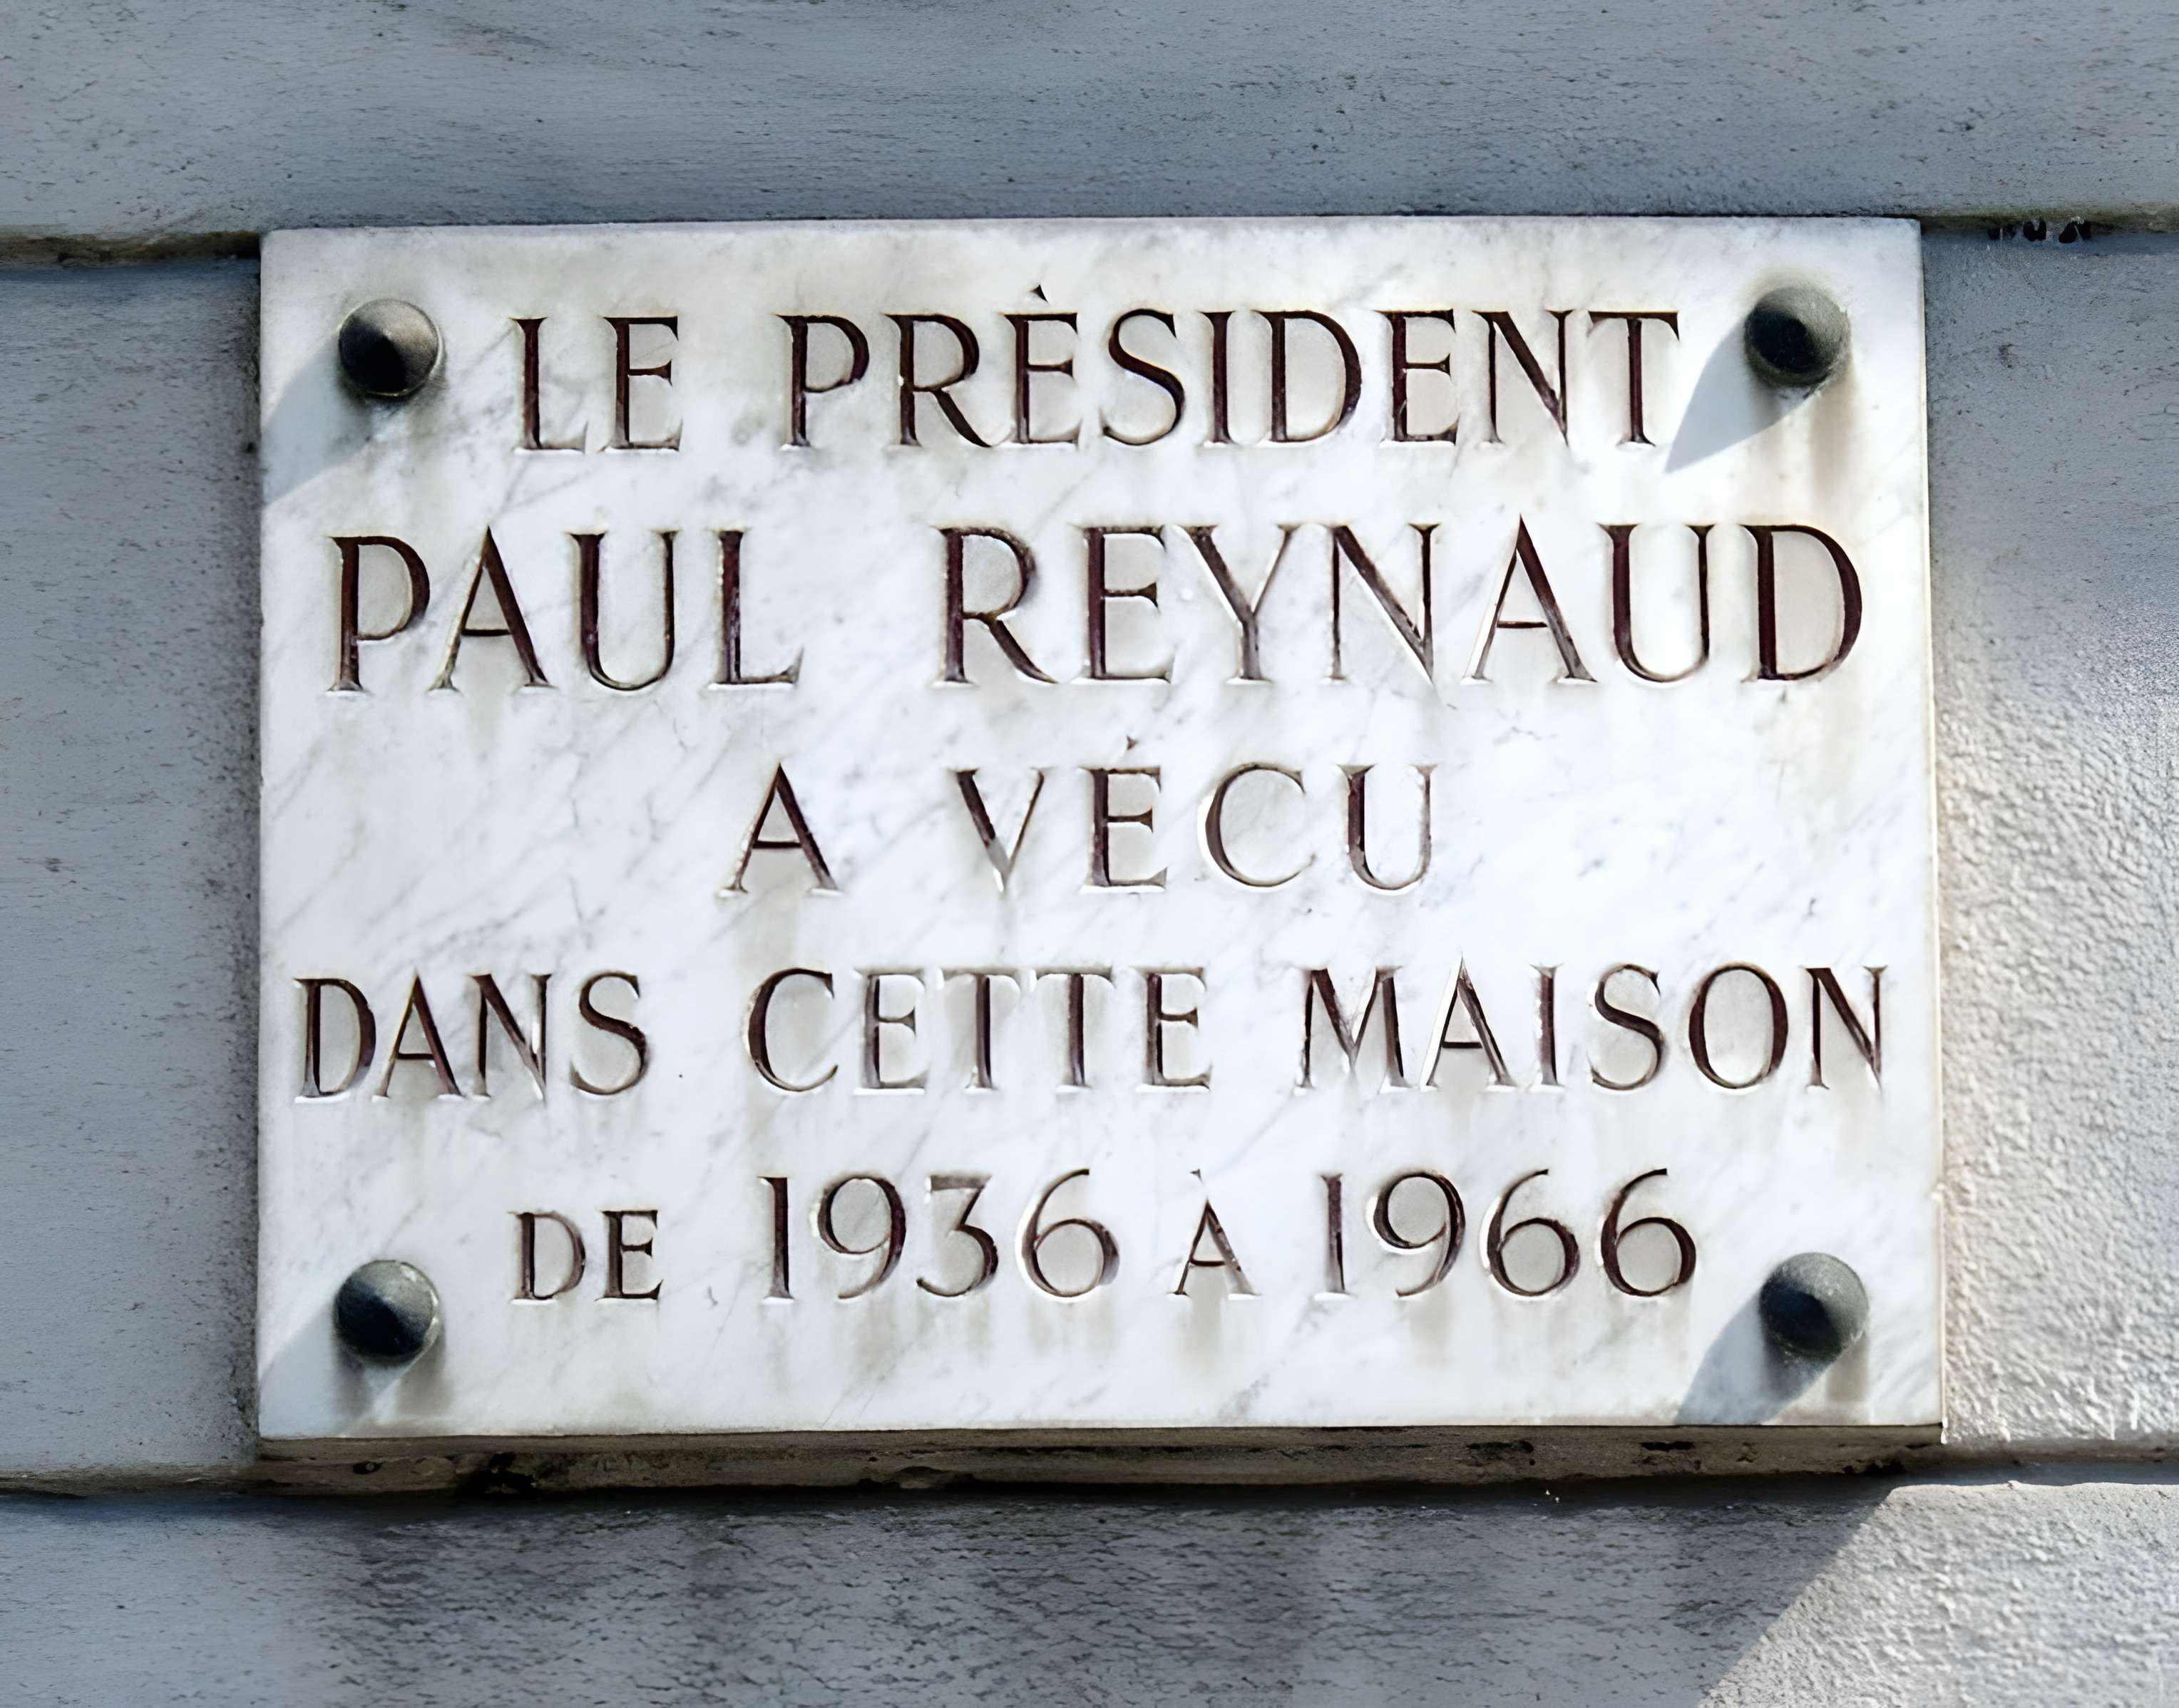 LE PRÉSIDENT
PAUL REYNAUD
A VÉCU
DANS CETTE MAISON
DE 1936 À 1966